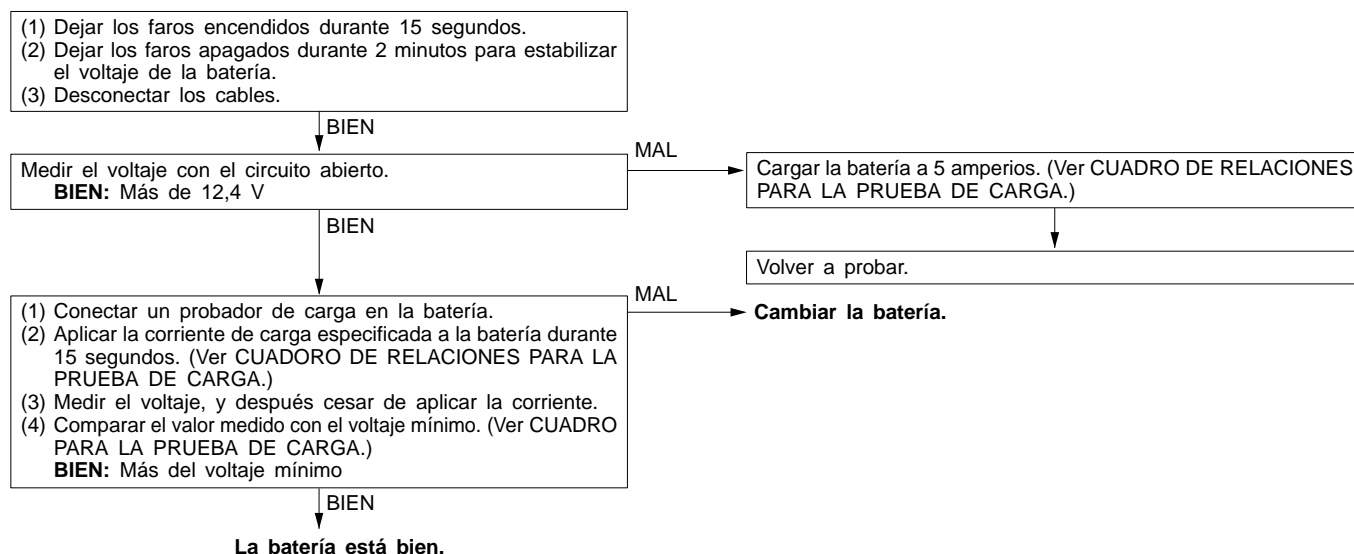 (1) Dejar los faros encendidos durante 15 segundos.
(2) Dejar los faros apagados durante 2 minutos para estabilizar
el voltaje de la batería.
(3) Desconectar los cables.
BIEN
Medir el voltaje con el circuito abierto.
BIEN: Más de 12,4 V
MAL
Cargar la batería a 5 amperios. (Ver CUADRO DE RELACIONES
PARA LA PRUEBA DE CARGA.)
Volver a probar.
BIEN
(1) Conectar un probador de carga en la batería.
(2) Aplicar la corriente de carga especificada a la batería durante
15 segundos. (Ver CUADORO DE RELACIONES PARA LA
PRUEBA DE CARGA.)
(3) Medir el voltaje, y después cesar de aplicar la corriente.
(4) Comparar el valor medido con el voltaje mínimo. (Ver CUADRO
PARA LA PRUEBA DE CARGA.)
BIEN: Más del voltaje mínimo
MAL
Cambiar la batería.
BIEN
La batería está bien.